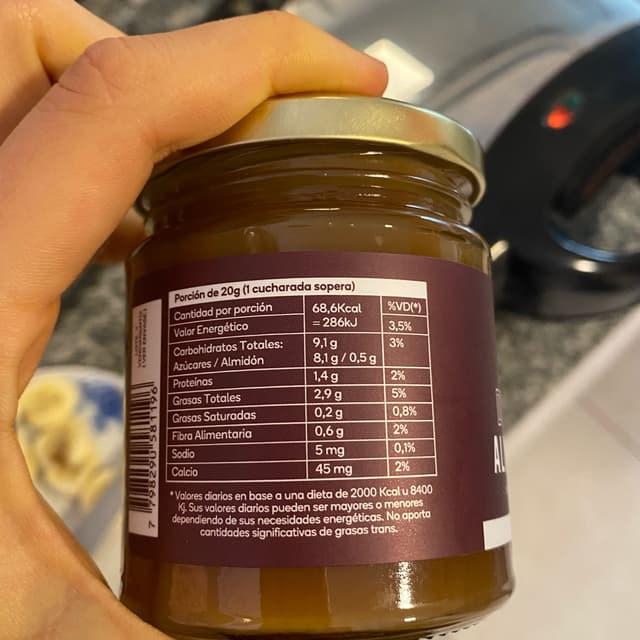 Porción de 20g (1 cucharada sopera)
Cantidad por porción %VD(*)
Valor Energético 68,6Kcal = 286kJ 3,5%
Carbohidratos Totales: 9,1 g 3%
Azúcares / Almidón 8,1 g / 0,5 g
Proteínas 1,4 g 2%
Grasas Totales 2,9 g 5%
Grasas Saturadas 0,2 g 0,8%
Fibra Alimentaria 0,6 g 2%
Sodio 5 mg 0,1%
Calcio 45 mg 2%
* Valores diarios en base a una dieta de 2000 Kcal u 8400
Kj. Sus valores diarios pueden ser mayores o menores
dependiendo de sus necesidades energéticas. No aporta
cantidades significativas de grasas trans.
7 798290 581196